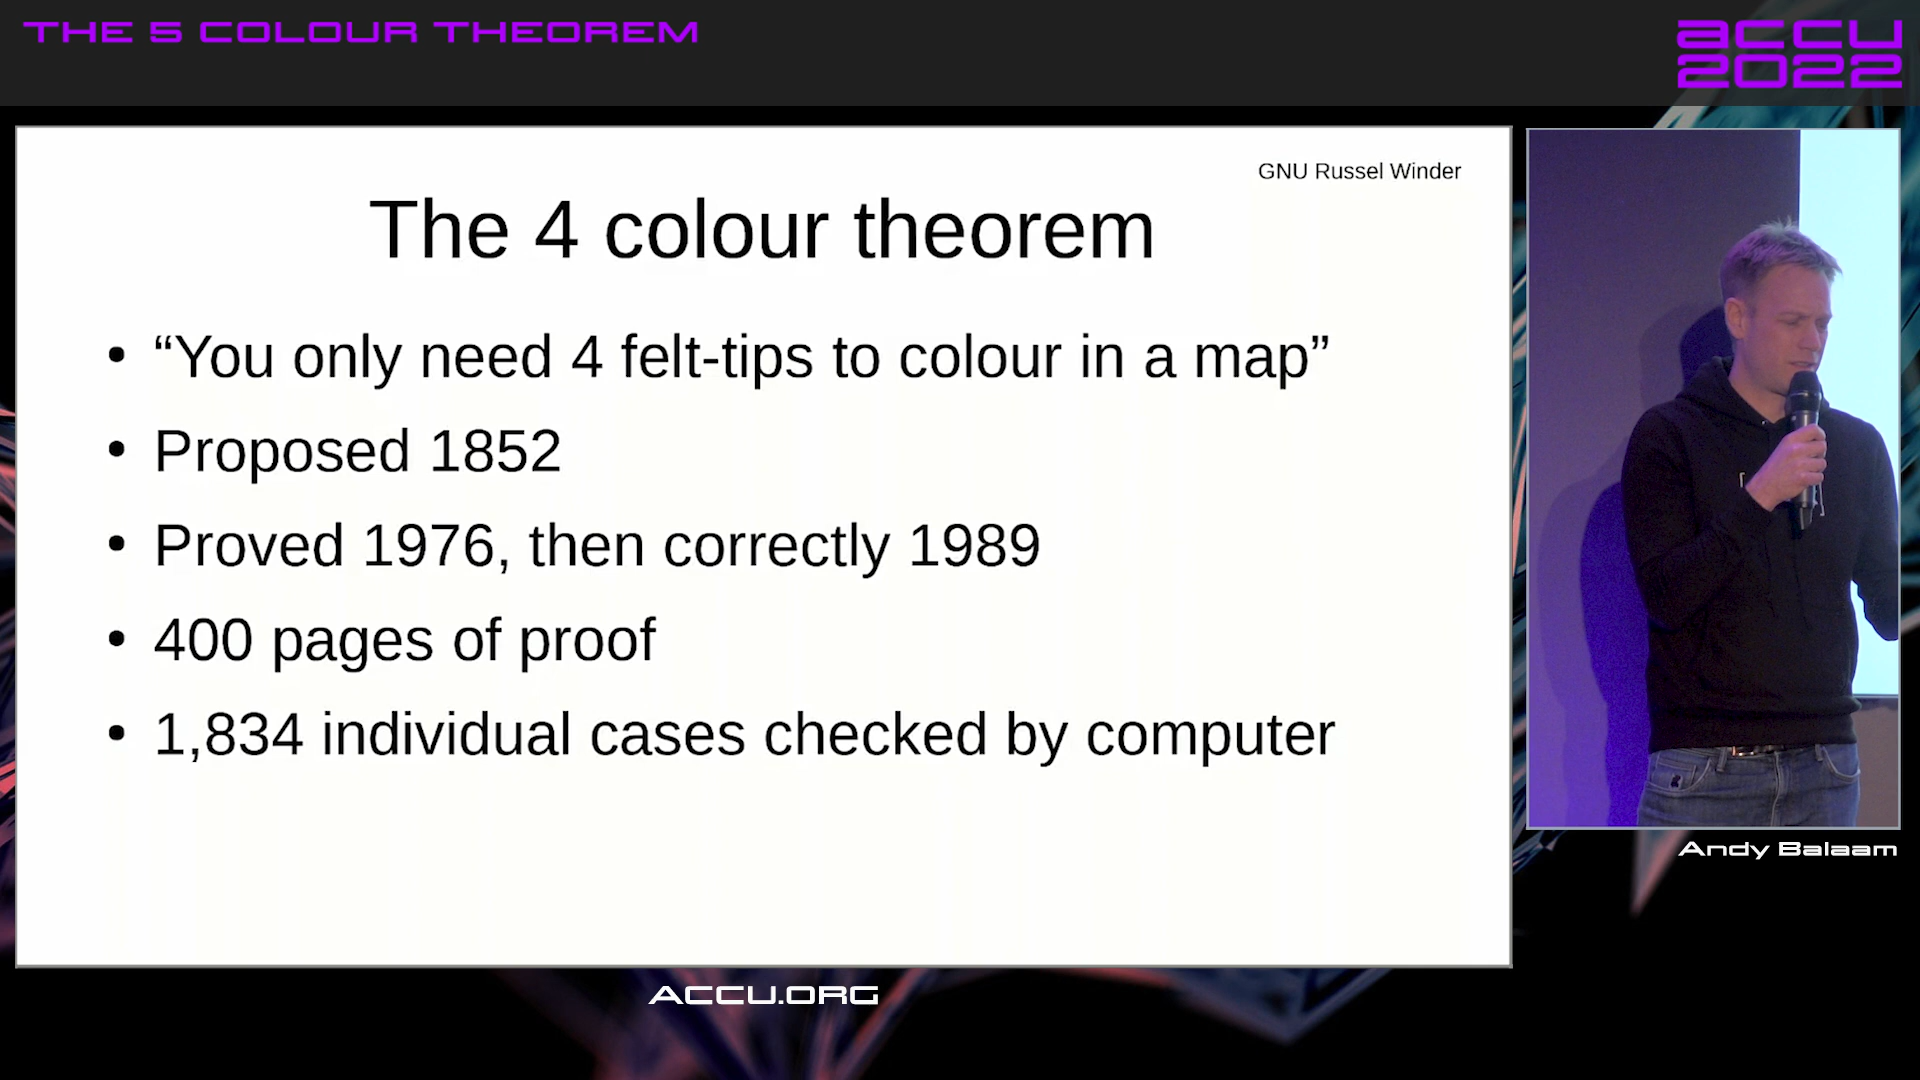 THE 5 COLOUR THEOREM
accu
2022
GNU Russel Winder
The 4 colour theorem
• “You only need 4 felt-tips to colour in a map”
• Proposed 1852
• Proved 1976, then correctly 1989
• 400 pages of proof
• 1,834 individual cases checked by computer
Andy Balaam
ACCU.ORG